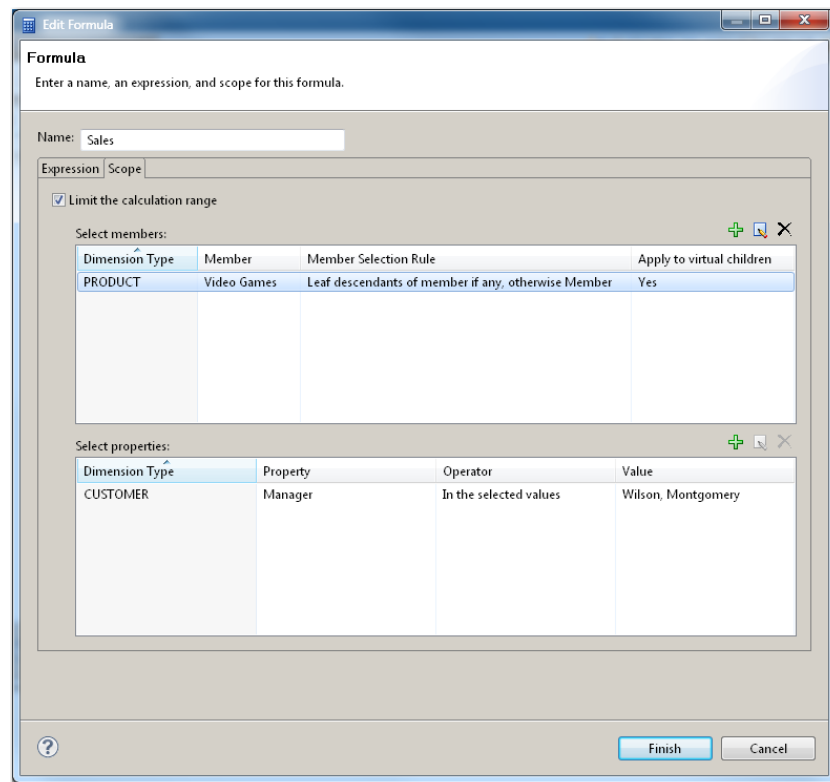 Edit Formula
Formula
Enter a name, an expression, and scope for this formula.
Name: Sales
Expression Scope
Limit the calculation range
Select members:
Dimension Type Member Member Selection Rule Apply to virtual children
PRODUCT Video Games Leaf descendants of member if any, otherwise Member Yes
Select properties:
Dimension Type Property Operator Value
CUSTOMER Manager In the selected values Wilson, Montgomery
? Finish Cancel